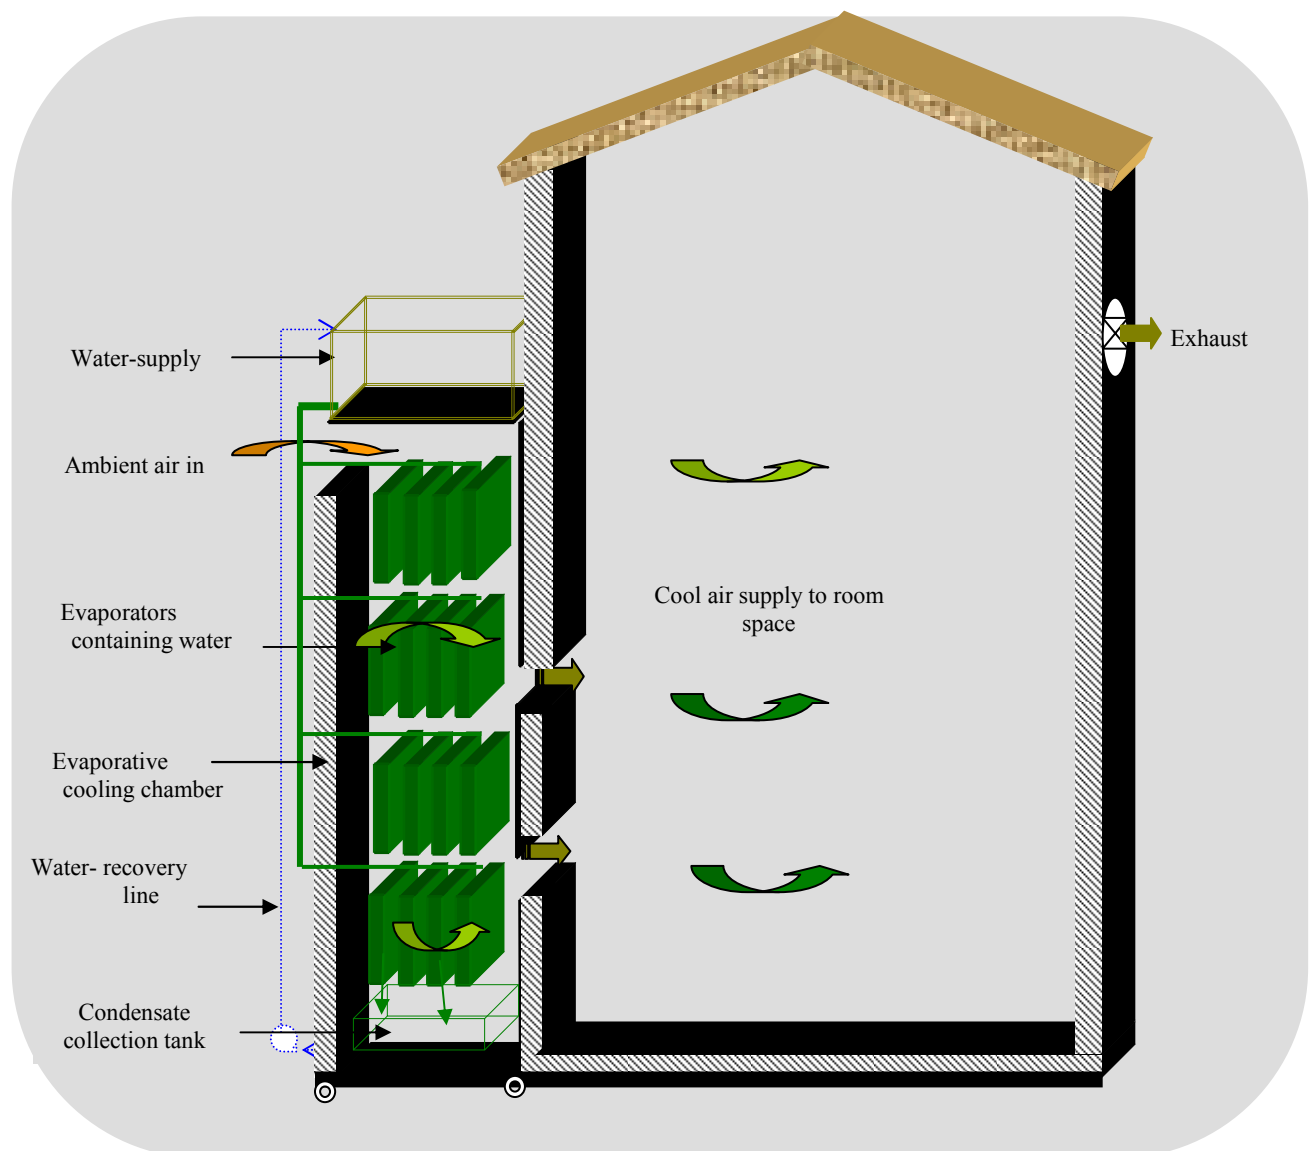 Water-supply
Exhaust
Ambient air in
Cool air supply to room
space
Evaporators
containing water
Evaporative
cooling chamber
Water- recovery
line
Condensate
collection tank